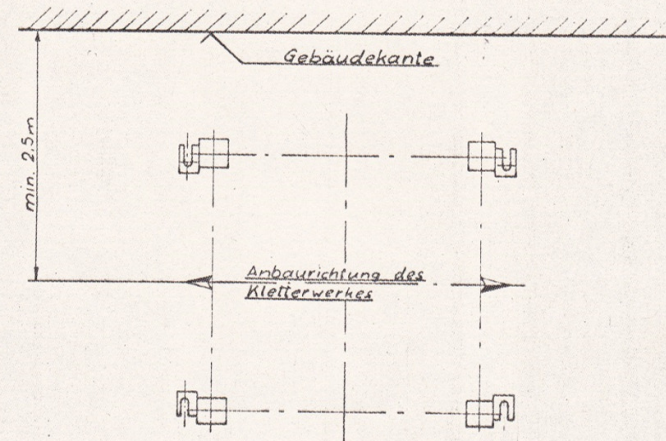 Gebäudekante
min. 2,5m
Anbaurichtung des
Kletterwerkes